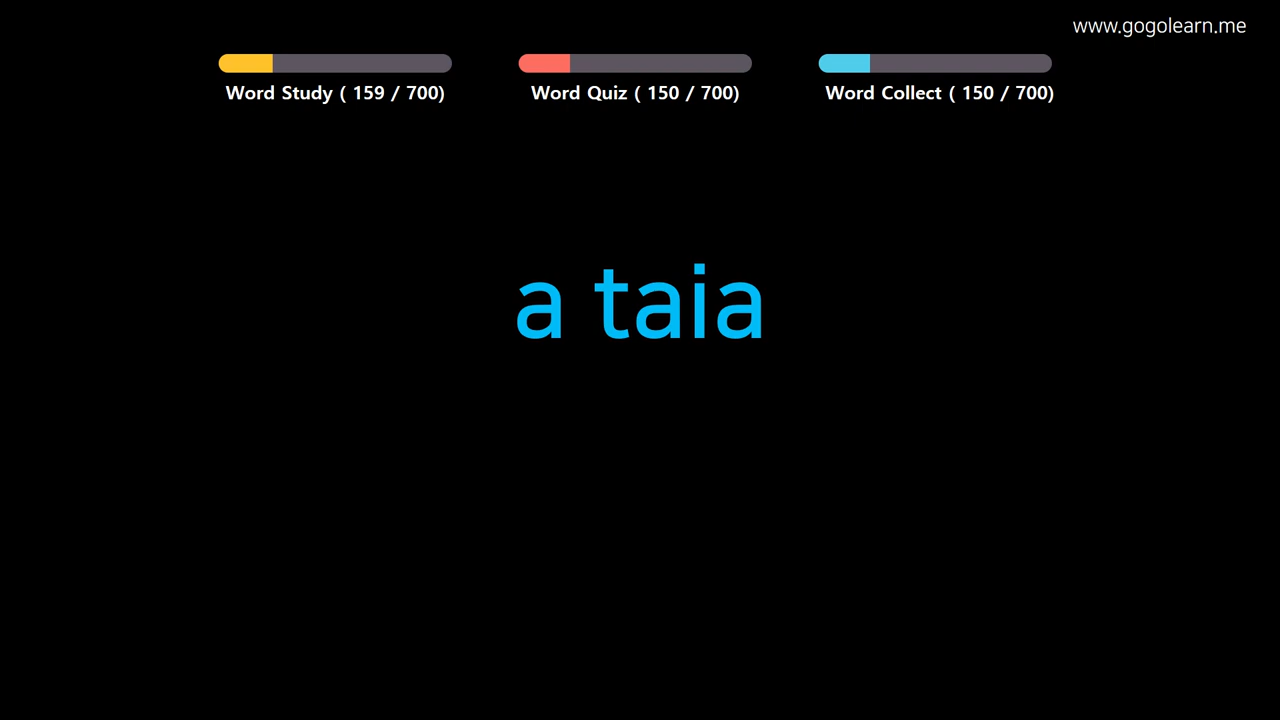 www.gogolearn.me
Word Study ( 159 / 700)
Word Quiz ( 150 / 700)
Word Collect ( 150 / 700)
a taia